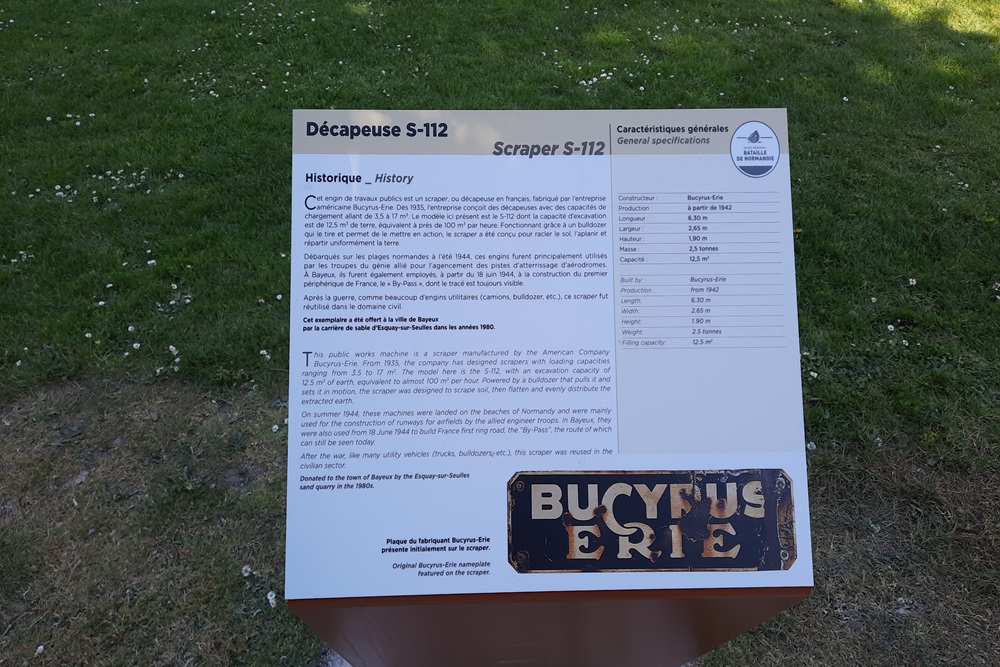 Décapeuse S-112
Scraper S-112
Historique _ History
Cet engin de travaux publics est un scraper, ou décapeuse en français, fabriqué par l'entreprise
américaine Bucyrus-Erie. Dès 1935, l'entreprise conçoit des décapeuses avec des capacités de
chargement allant de 3,5 à 17 m³. Le modèle ici présent est le S-112 dont la capacité d'excavation
est de 12,5 m³ de terre, équivalent à près de 100 m³ par heure. Fonctionnant grâce à un bulldozer
qui le tire et permet de le mettre en action, le scraper a été conçu pour racler le sol, l'aplanir et
répartir uniformément la terre.
Débarqués sur les plages normandes à l'été 1944, ces engins furent principalement utilisés
par les troupes du génie allié pour l'agencement des pistes d'atterrissage d'aérodromes.
À Bayeux, ils furent également employés, à partir du 18 juin 1944, à la construction du premier
périphérique de France, le « By-Pass », dont le tracé est toujours visible.
Après la guerre, comme beaucoup d'engins utilitaires (camions, bulldozer, etc.), ce scraper fut
réutilisé dans le domaine civil.
Cet exemplaire a été offert à la ville de Bayeux
par la carrière de sable d'Esquay-sur-Seulles dans les années 1980.
This public works machine is a scraper manufactured by the American Company
Bucyrus-Erie. From 1935, the company has designed scrapers with loading capacities
ranging from 3.5 to 17 m³. The model here is the S-112, with an excavation capacity of
12.5 m³ of earth, equivalent to almost 100 m³ per hour. Powered by a bulldozer that pulls it and
sets it in motion, the scraper was designed to scrape soil, then flatten and evenly distribute the
extracted earth.
On summer 1944, these machines were landed on the beaches of Normandy and were mainly
used for the construction of runways for airfields by the allied engineer troops. In Bayeux, they
were also used from 18 June 1944 to build France first ring road, the "By-Pass", the route of which
can still be seen today.
After the war, like many utility vehicles (trucks, bulldozers, etc.), this scraper was reused in the
civilian sector.
Donated to the town of Bayeux by the Esquay-sur-Seulles
sand quarry in the 1980s.
Plaque du fabriquant Bucyrus-Erie
présente initialement sur le scraper.
Original Bucyrus-Erie nameplate
featured on the scraper.
Caractéristiques générales
General specifications
BATAILLE
DE NORMANDIE
Constructeur : Bucyrus-Erie
Production : à partir de 1942
Longueur : 6,30 m
Largeur : 2,65 m
Hauteur : 1,90 m
Masse : 2,5 tonnes
Capacité : 12,5 m³
Built by: Bucyrus-Erie
Production : from 1942
Length: 6.30 m
Width: 2.65 m
Height: 1.90 m
Weight: 2.5 tonnes
Filling capacity: 12.5 m³
BUCYRUS
ERIE